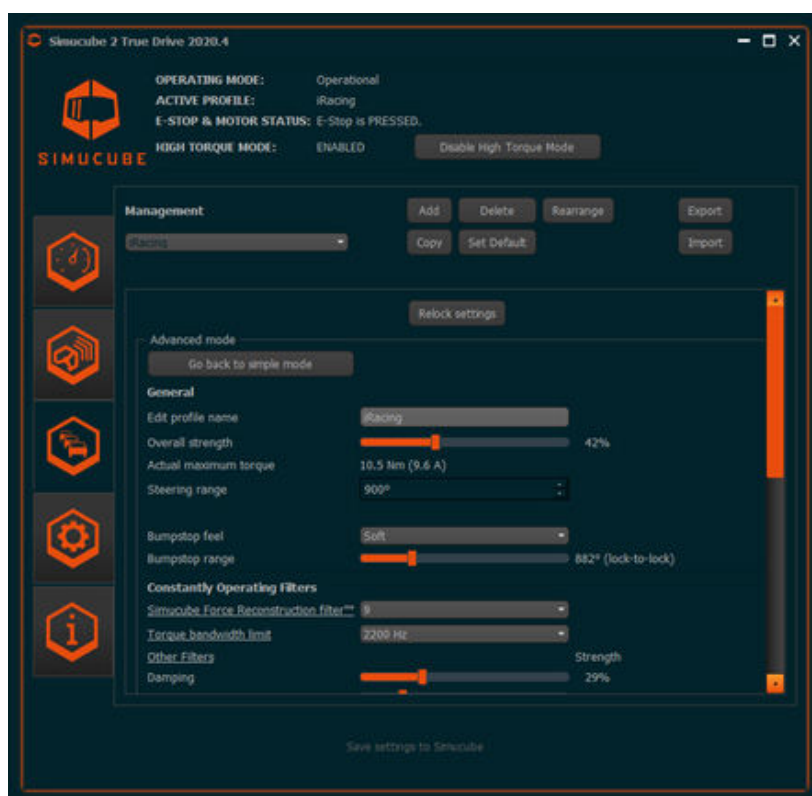 Simucube 2 True Drive 2020.4
OPERATING MODE: Operational
ACTIVE PROFILE: iRacing
E-STOP & MOTOR STATUS: E-Stop is PRESSED.
HIGH TORQUE MODE: ENABLED Disable High Torque Mode
SIMUCUBE
Management Add Delete Rearrange Export
iRacing Copy Set Default Import
Relock settings
Advanced mode
Go back to simple mode
General
Edit profile name iRacing
Overall strength 42%
Actual maximum torque 10.5 Nm (9.6 A)
Steering range 900º
Bumpstop feel Soft
Bumpstop range 882º (lock-to-lock)
Constantly Operating Filters
Simucube Force Reconstruction filter™ 9
Torque bandwidth limit 2200 Hz
Other Filters Strength
Damping 29%
Save settings to Simucube